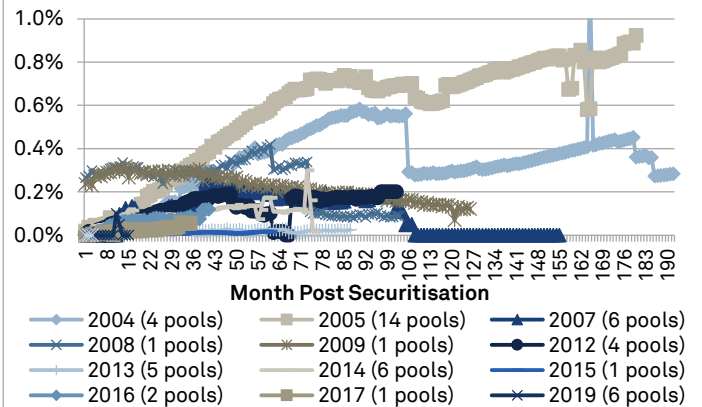 1.0%
0.8%
0.6%
0.4%
0.2%
0.0%
1 8 15 22 29 36 43 50 57 64 71 78 85 92 99 106 113 120 127 134 141 148 155 162 169 176 183 190
Month Post Securitisation
2004 (4 pools) 2005 (14 pools) 2007 (6 pools)
2008 (1 pools) 2009 (1 pools) 2012 (4 pools)
2013 (5 pools) 2014 (6 pools) 2015 (1 pools)
2016 (2 pools) 2017 (1 pools) 2019 (6 pools)